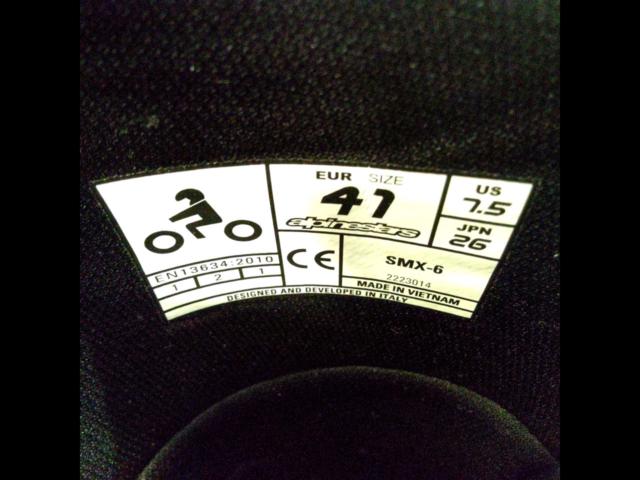 EUR SIZE
41
alpinestars
US
7.5
JPN
26
EN13634:2010
1 2 1
CE
SMX-6
2223014
MADE IN VIETNAM
DESIGNED AND DEVELOPED IN ITALY